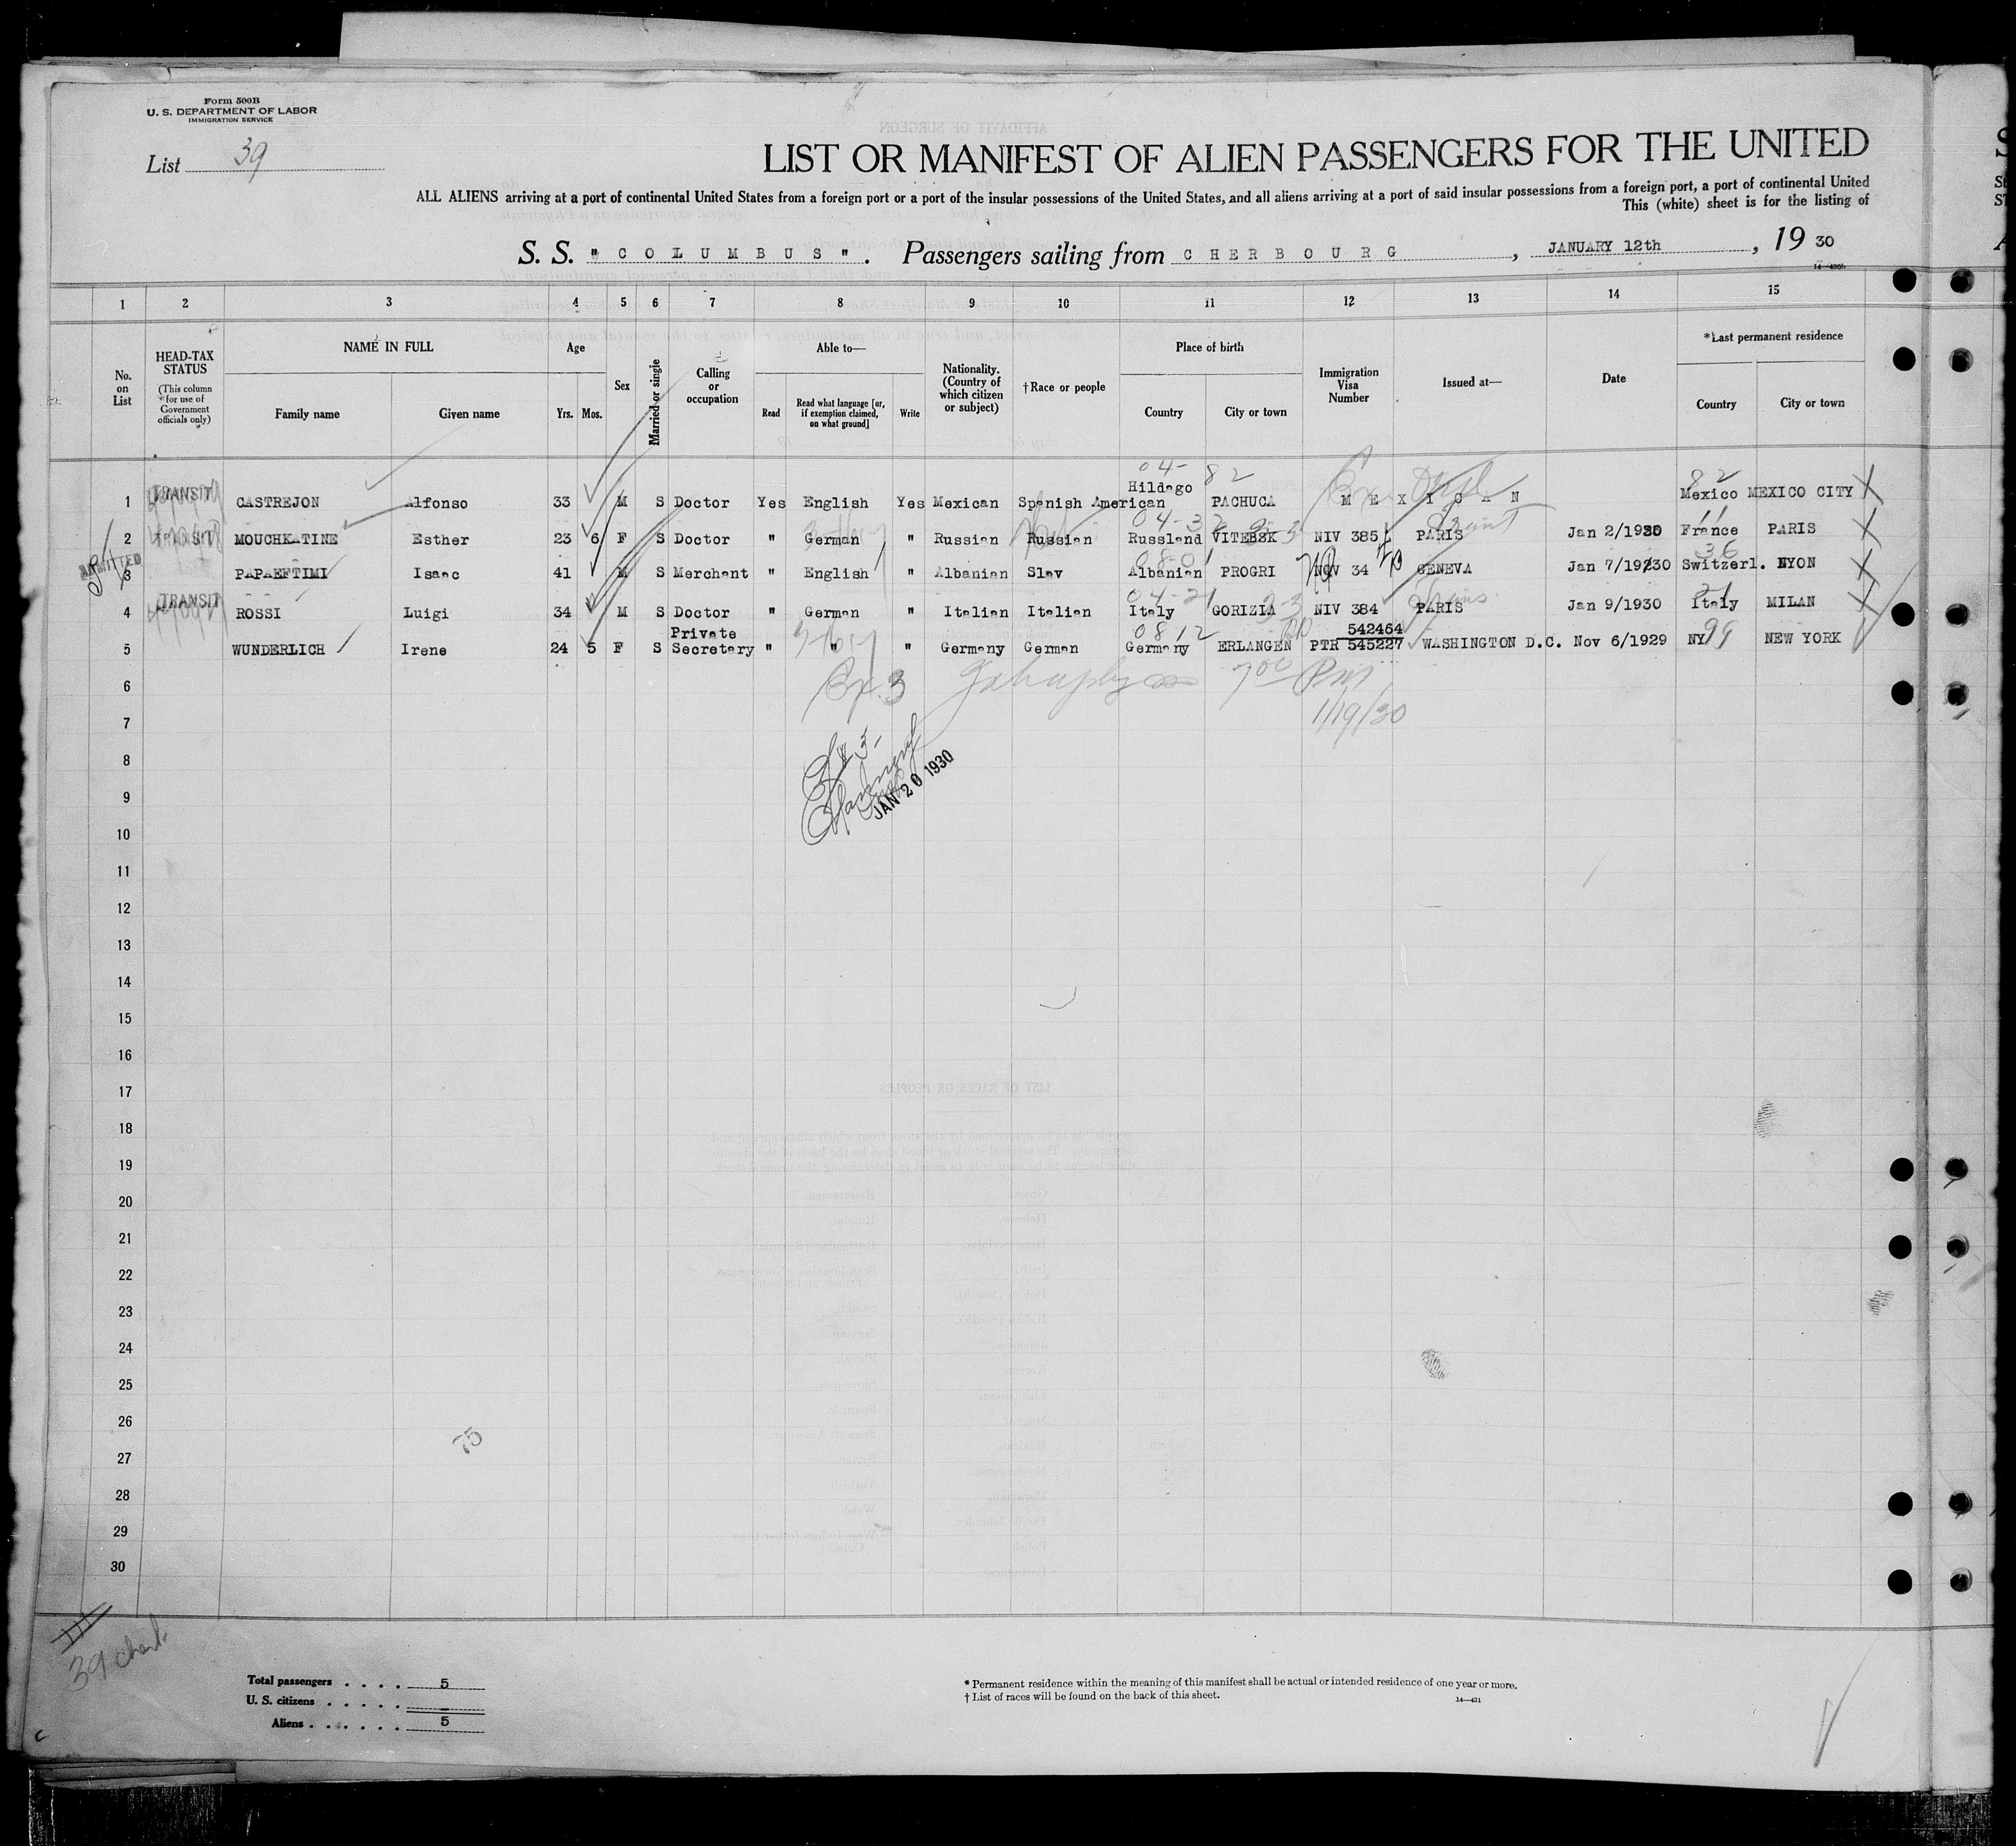 Form 500B
U. S. DEPARTMENT OF LABOR
IMMIGRATION SERVICE
List 39
LIST OR MANIFEST OF ALIEN PASSENGERS FOR THE UNITED
ALL ALIENS arriving at a port of continental United States from a foreign port or a port of the insular possessions of the United States, and all aliens arriving at a port of said insular possessions from a foreign port, a port of continental United
This (white) sheet is for the listing of
S. S. "COLUMBUS". Passengers sailing from CHERBOURG, JANUARY 12th, 19 30
1 2 3 4 5 6 7 8 9 10 11 12 13 14 15
No. on List HEAD-TAX STATUS (This column for use of Government officials only) NAME IN FULL Family name Given name Age Yrs. Mos. Sex Married or single Calling or occupation Able to— Read Read what language [or, if exemption claimed, on what ground] Write Nationality. (Country of which citizen or subject) †Race or people Place of birth Country City or town Immigration Visa Number Issued at— Date *Last permanent residence Country City or town
04- 82 82
1 TRANSIT CASTREJON Alfonso 33 M S Doctor Yes English Yes Mexican Spanish American Hildago PACHUCA MEXICAN Mexico MEXICO CITY
2 TRANSIT MOUCHKATINE Esther 23 6 F S Doctor " German " Russian Russian Russland VITEBSK NIV 385 PARIS Jan 2/1930 France PARIS
ADMITTED
3 PAPAEFTIMI Isaac 41 M S Merchant " English " Albanian Slav Albanien PROGRI NOV 34 GENEVA Jan 7/1930 Switzerl. NYON
4 TRANSIT ROSSI Luigi 34 M S Doctor " German " Italian Italian Italy GORIZIA NIV 384 PARIS Jan 9/1930 Italy MILAN
0812 542464
5 WUNDERLICH Irene 24 5 F S Private Secretary " " " Germany German Germany ERLANGEN PTR 545227 WASHINGTON D.C. Nov 6/1929 NY 99 NEW YORK
6 700 Pm
7 1/19/30
8
9 JAN 20 1930
10
11
12
13
14
15
16
17
18
19
20
21
22
23
24
25
26
75
27
28
29
30
39 cherb
Total passengers . . . . 5
U. S. citizens . . . . . –
Aliens . . . . . . 5
* Permanent residence within the meaning of this manifest shall be actual or intended residence of one year or more.
† List of races will be found on the back of this sheet.
14—431